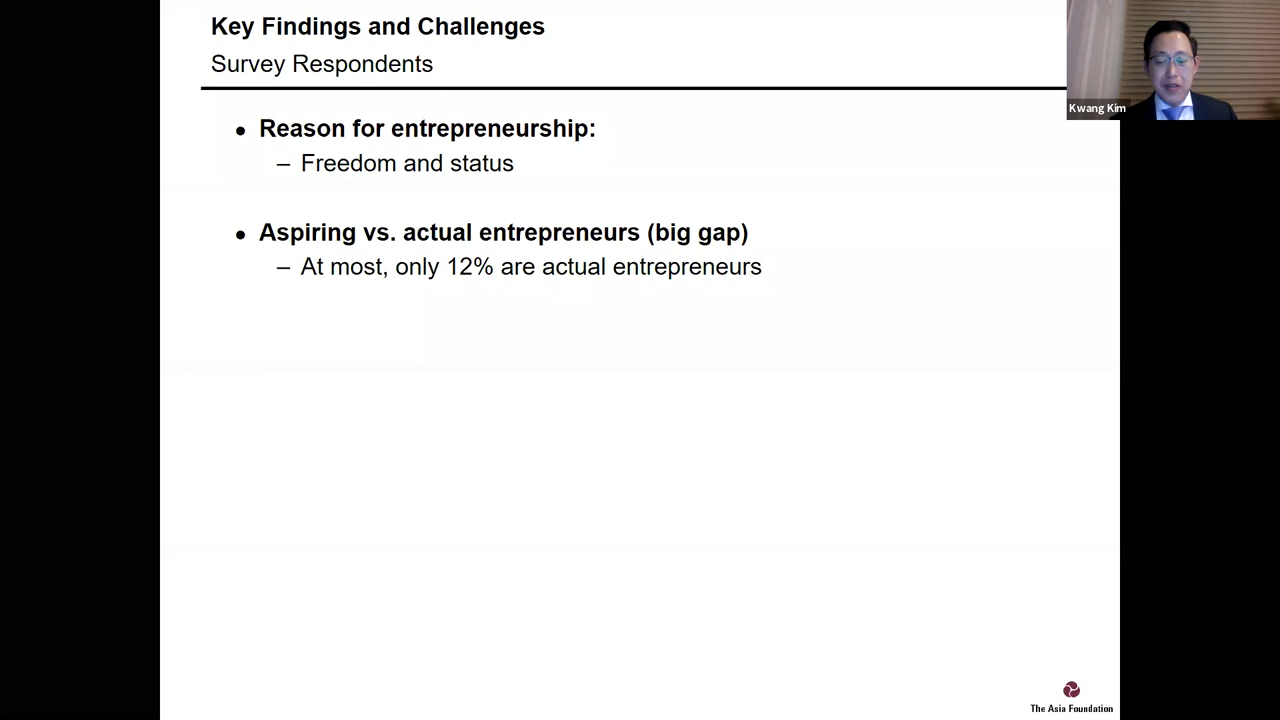 Key Findings and Challenges
Survey Respondents
Kwang Kim
• Reason for entrepreneurship:
– Freedom and status
• Aspiring vs. actual entrepreneurs (big gap)
– At most, only 12% are actual entrepreneurs
The Asia Foundation